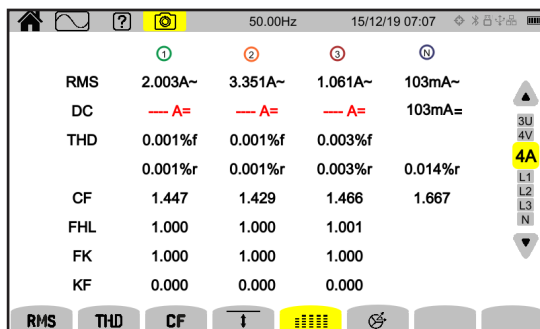 ? 50.00Hz 15/12/19 07:07
1 2 3 N
RMS 2.003A~ 3.351A~ 1.061A~ 103mA~
DC ---- A= ---- A= ---- A= 103mA=
THD 0.001%f 0.001%f 0.003%f
0.001%r 0.001%r 0.003%r 0.014%r
CF 1.447 1.429 1.466 1.667
FHL 1.000 1.000 1.001
FK 1.000 1.000 1.000
KF 0.000 0.000 0.000
3U
4V
4A
L1
L2
L3
N
RMS THD CF